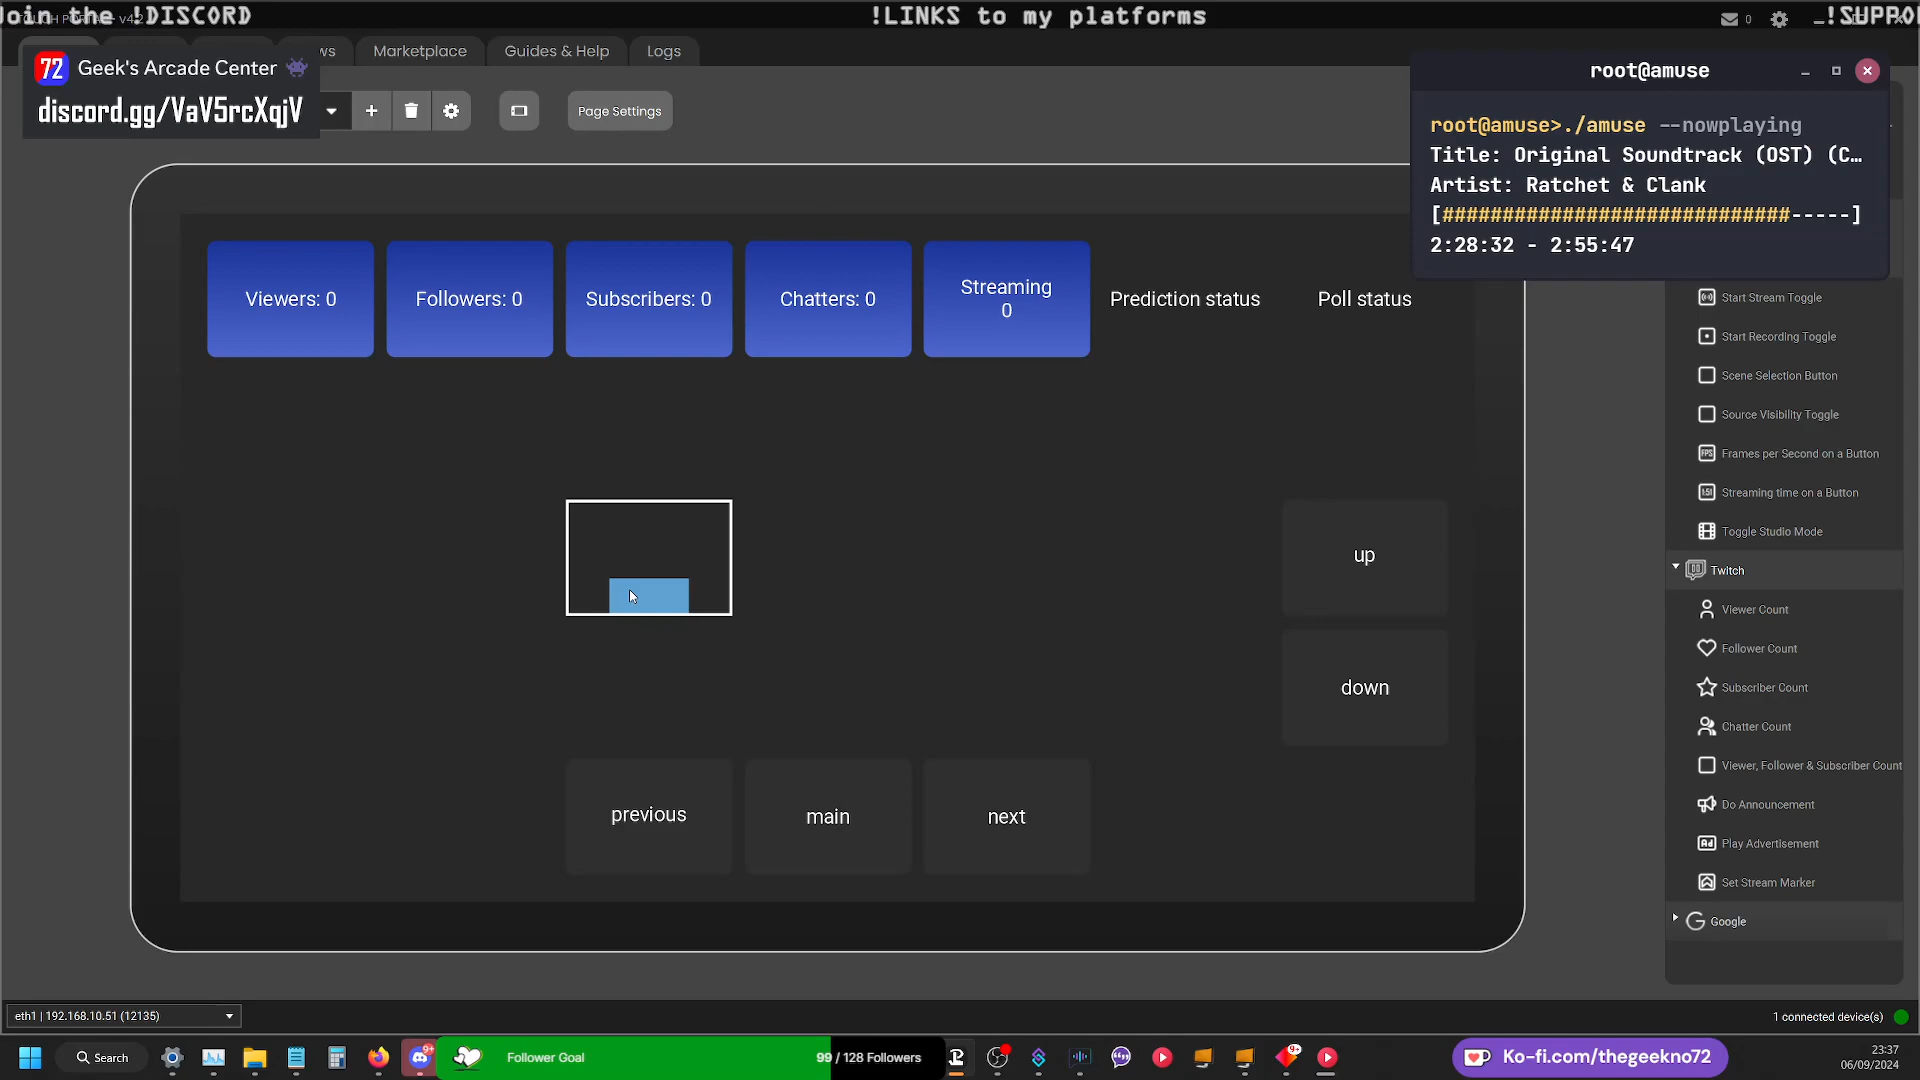 Join the !DISCORD
!LINKS to my platforms
!SUPPO
Marketplace
Guides & Help
Logs
0
72 Geek's Arcade Center
discord.gg/VaV5rcXqjV
Page Settings
root@amuse
root@amuse>./amuse --nowplaying
Title: Original Soundtrack (OST) (C…
Artist: Ratchet & Clank
[#############################-----]
2:28:32 - 2:55:47
Viewers: 0
Followers: 0
Subscribers: 0
Chatters: 0
Streaming
0
Prediction status
Poll status
up
down
previous
main
next
Start Stream Toggle
Start Recording Toggle
Scene Selection Button
Source Visibility Toggle
FPS Frames per Second on a Button
Streaming time on a Button
Toggle Studio Mode
Twitch
Viewer Count
Follower Count
Subscriber Count
Chatter Count
Viewer, Follower & Subscriber Count
Do Announcement
Ad Play Advertisement
Set Stream Marker
Google
eth1 | 192.168.10.51 (12135)
1 connected device(s)
Search
9+
Follower Goal
99 / 128 Followers
9+
Ko-fi.com/thegeekno72
23:37
06/09/2024